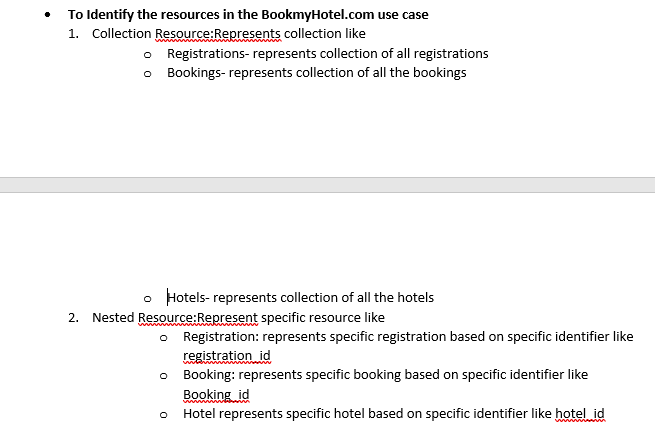 • To Identify the resources in the BookmyHotel.com use case
1. Collection Resource:Represents collection like
o Registrations- represents collection of all registrations
o Bookings- represents collection of all the bookings
o Hotels- represents collection of all the hotels
2. Nested Resource:Represent specific resource like
o Registration: represents specific registration based on specific identifier like
registration_id
o Booking: represents specific booking based on specific identifier like
Booking_id
o Hotel represents specific hotel based on specific identifier like hotel_id